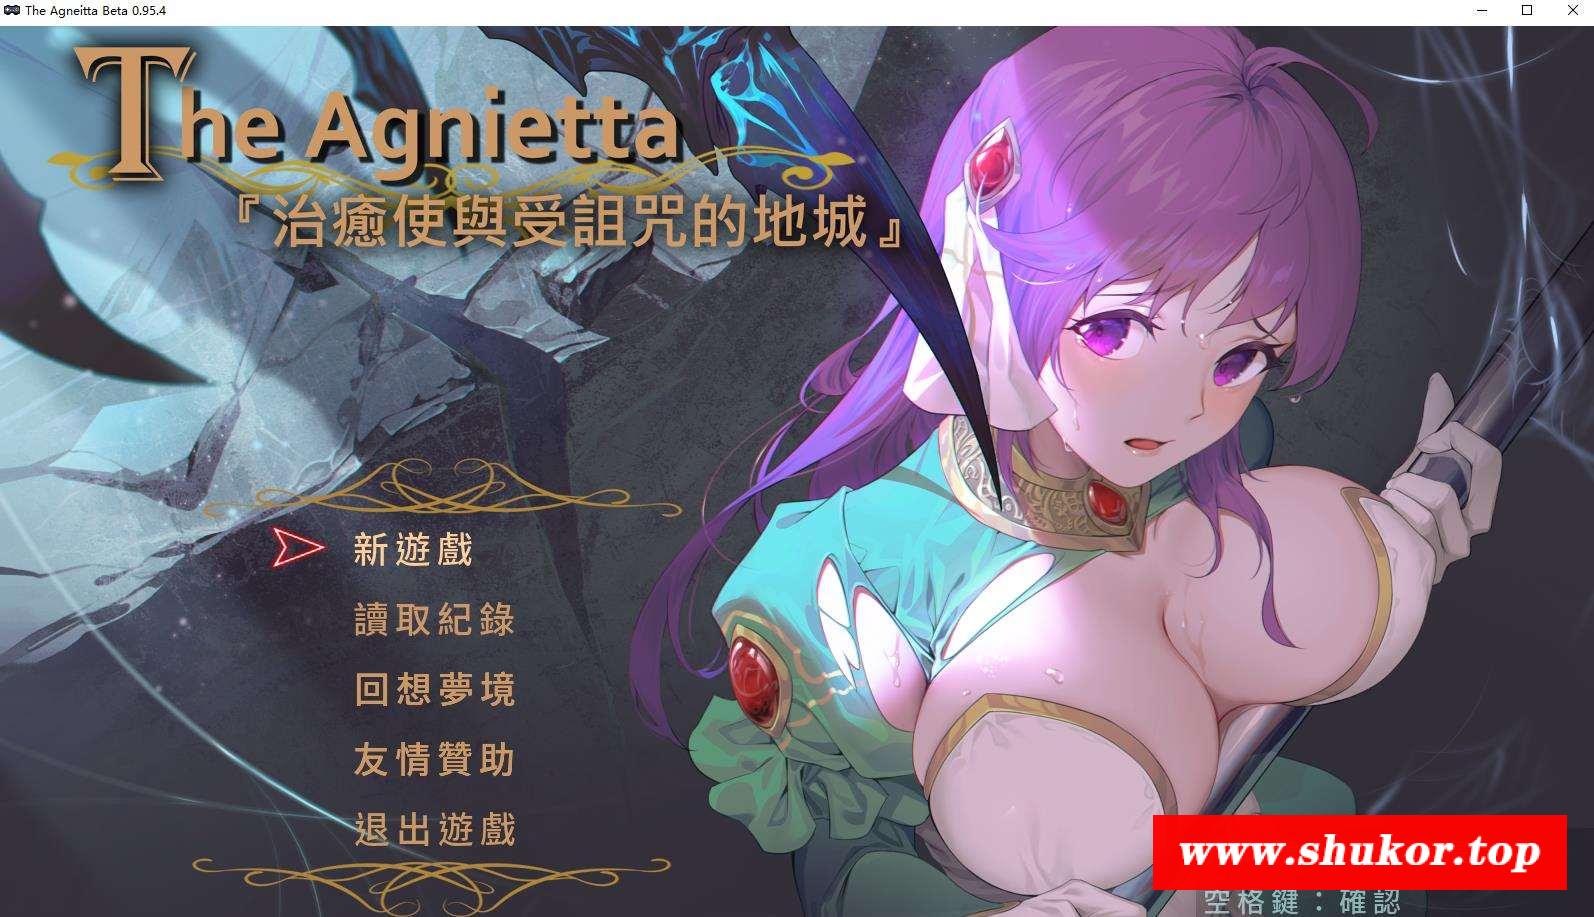 The Agneitta Beta 0.95.4
The Agnietta
『治癒使與受詛咒的地城』
新遊戲
讀取紀錄
回想夢境
友情贊助
退出遊戲
www.shukor.top
空格鍵：確認